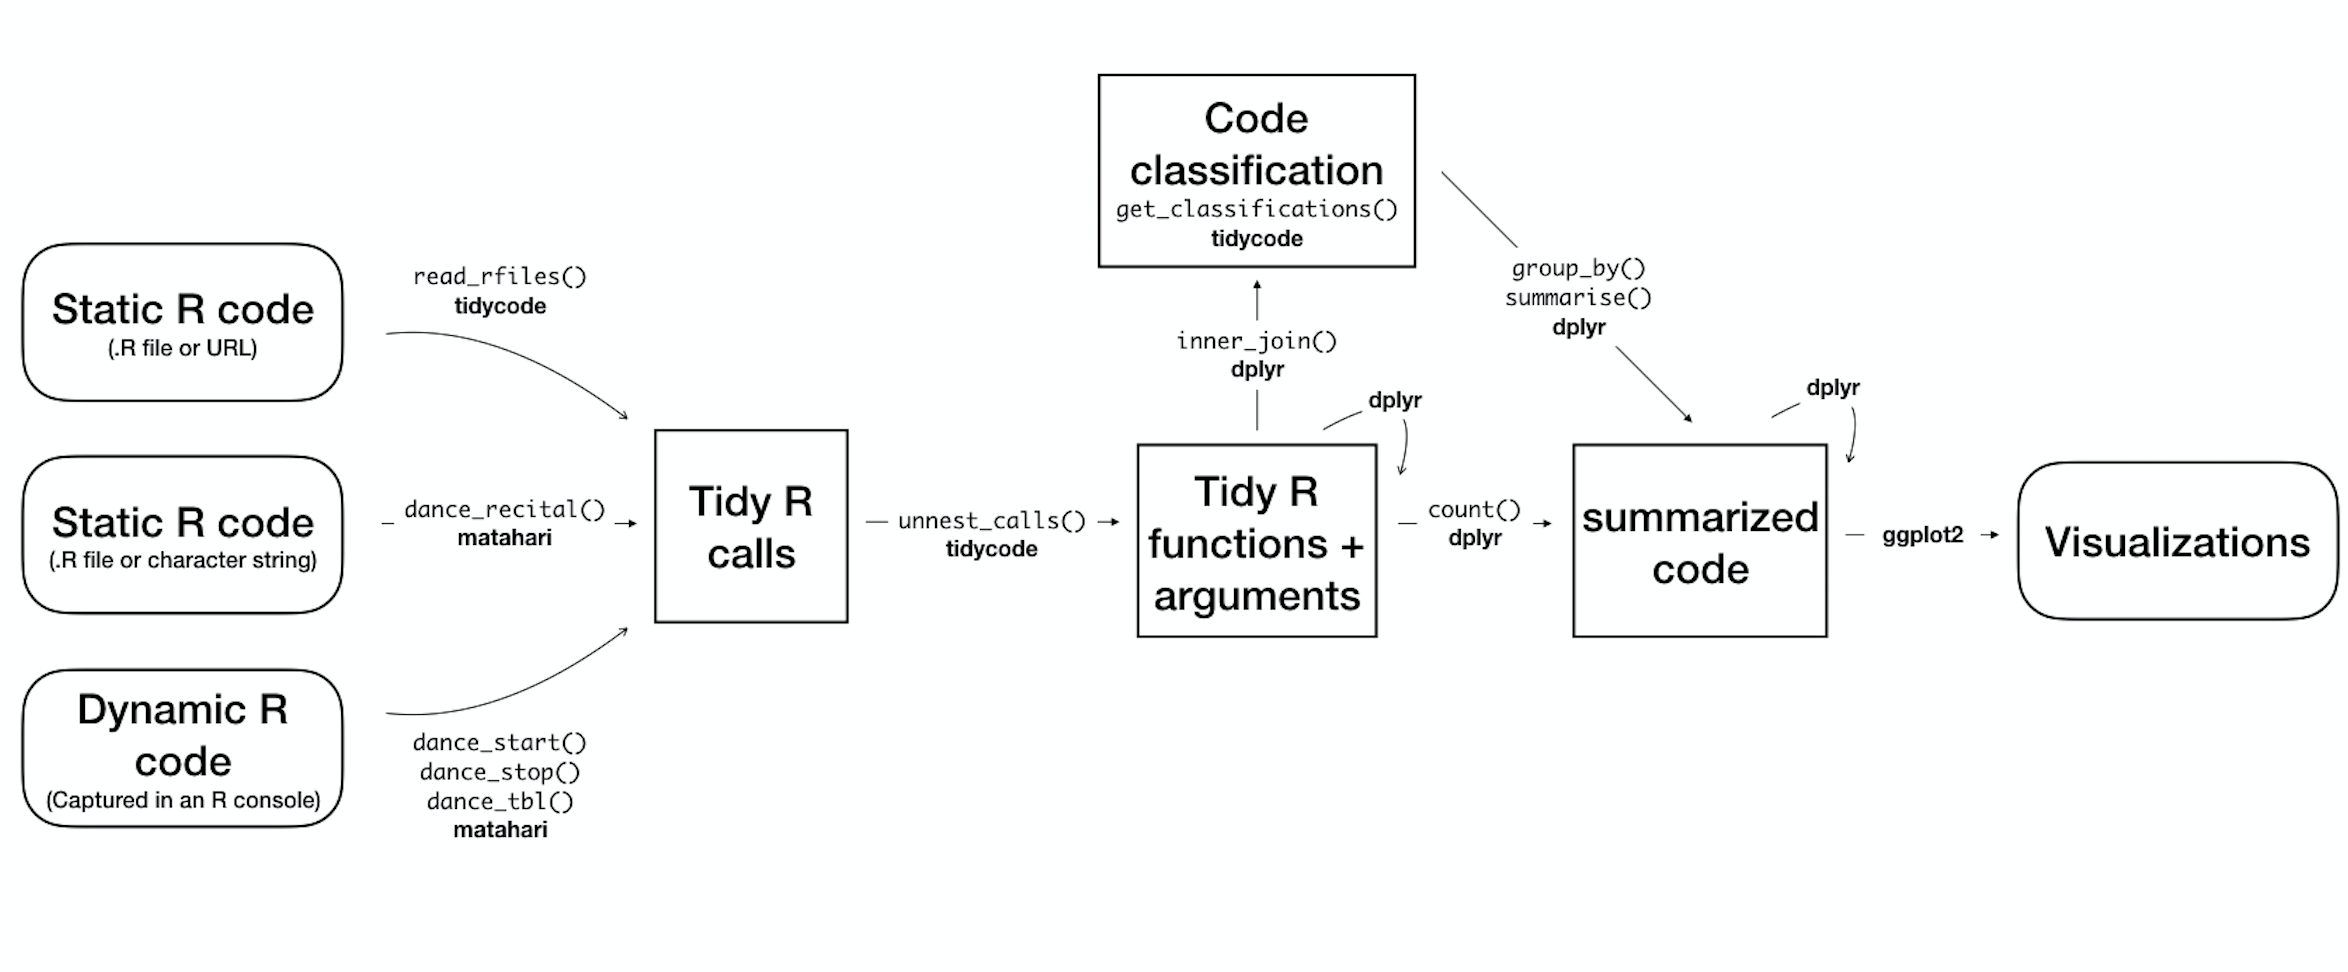 Static R code
(.R file or URL)
read_rfiles()
tidycode
Static R code
(.R file or character string)
dance_recital()
matahari
Dynamic R
code
(Captured in an R console)
dance_start()
dance_stop()
dance_tbl()
matahari
Tidy R
calls
unnest_calls()
tidycode
Tidy R
functions +
arguments
dplyr
inner_join()
dplyr
Code
classification
get_classifications()
tidycode
group_by()
summarise()
dplyr
count()
dplyr
summarized
code
dplyr
ggplot2
Visualizations